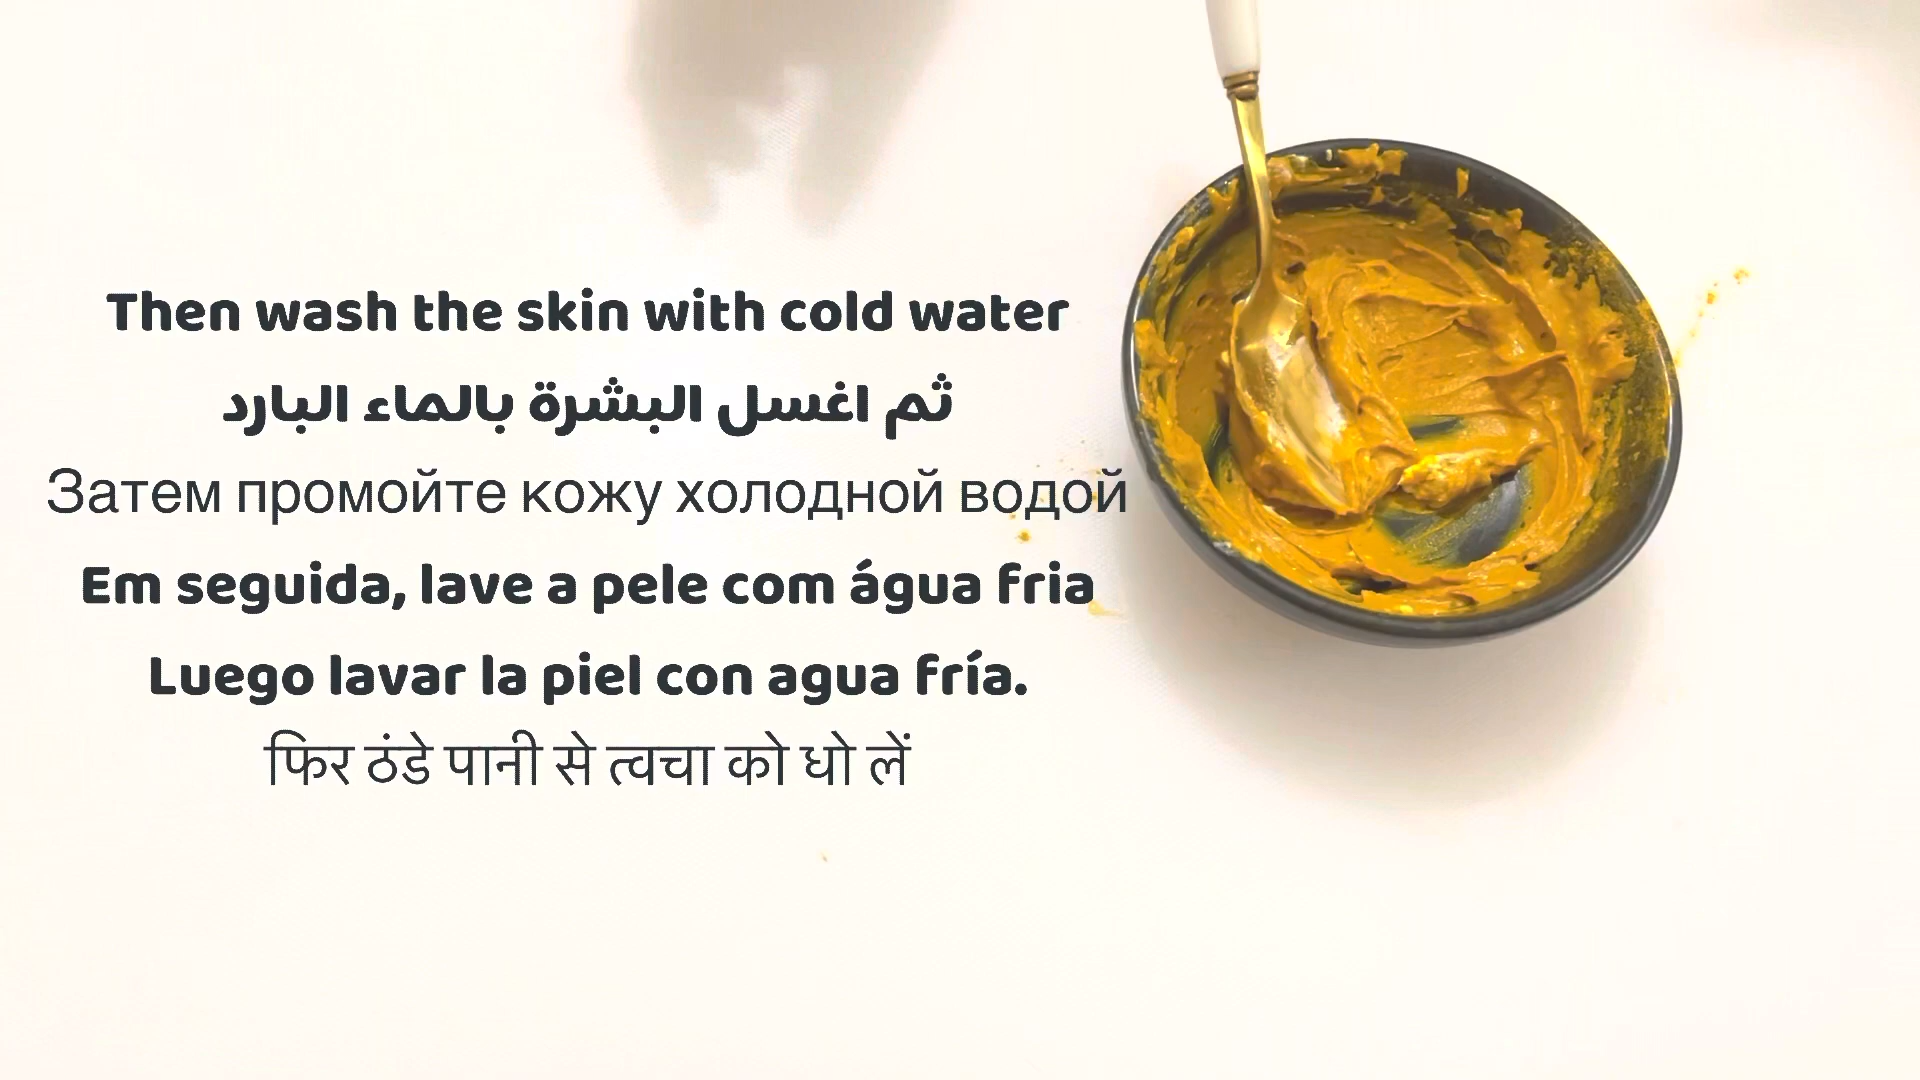 Then wash the skin with cold water
ثم اغسل البشرة بالماء البارد
Затем промойте кожу холодной водой
Em seguida, lave a pele com água fria
Luego lavar la piel con agua fría.
फिर ठंडे पानी से त्वचा को धो लें